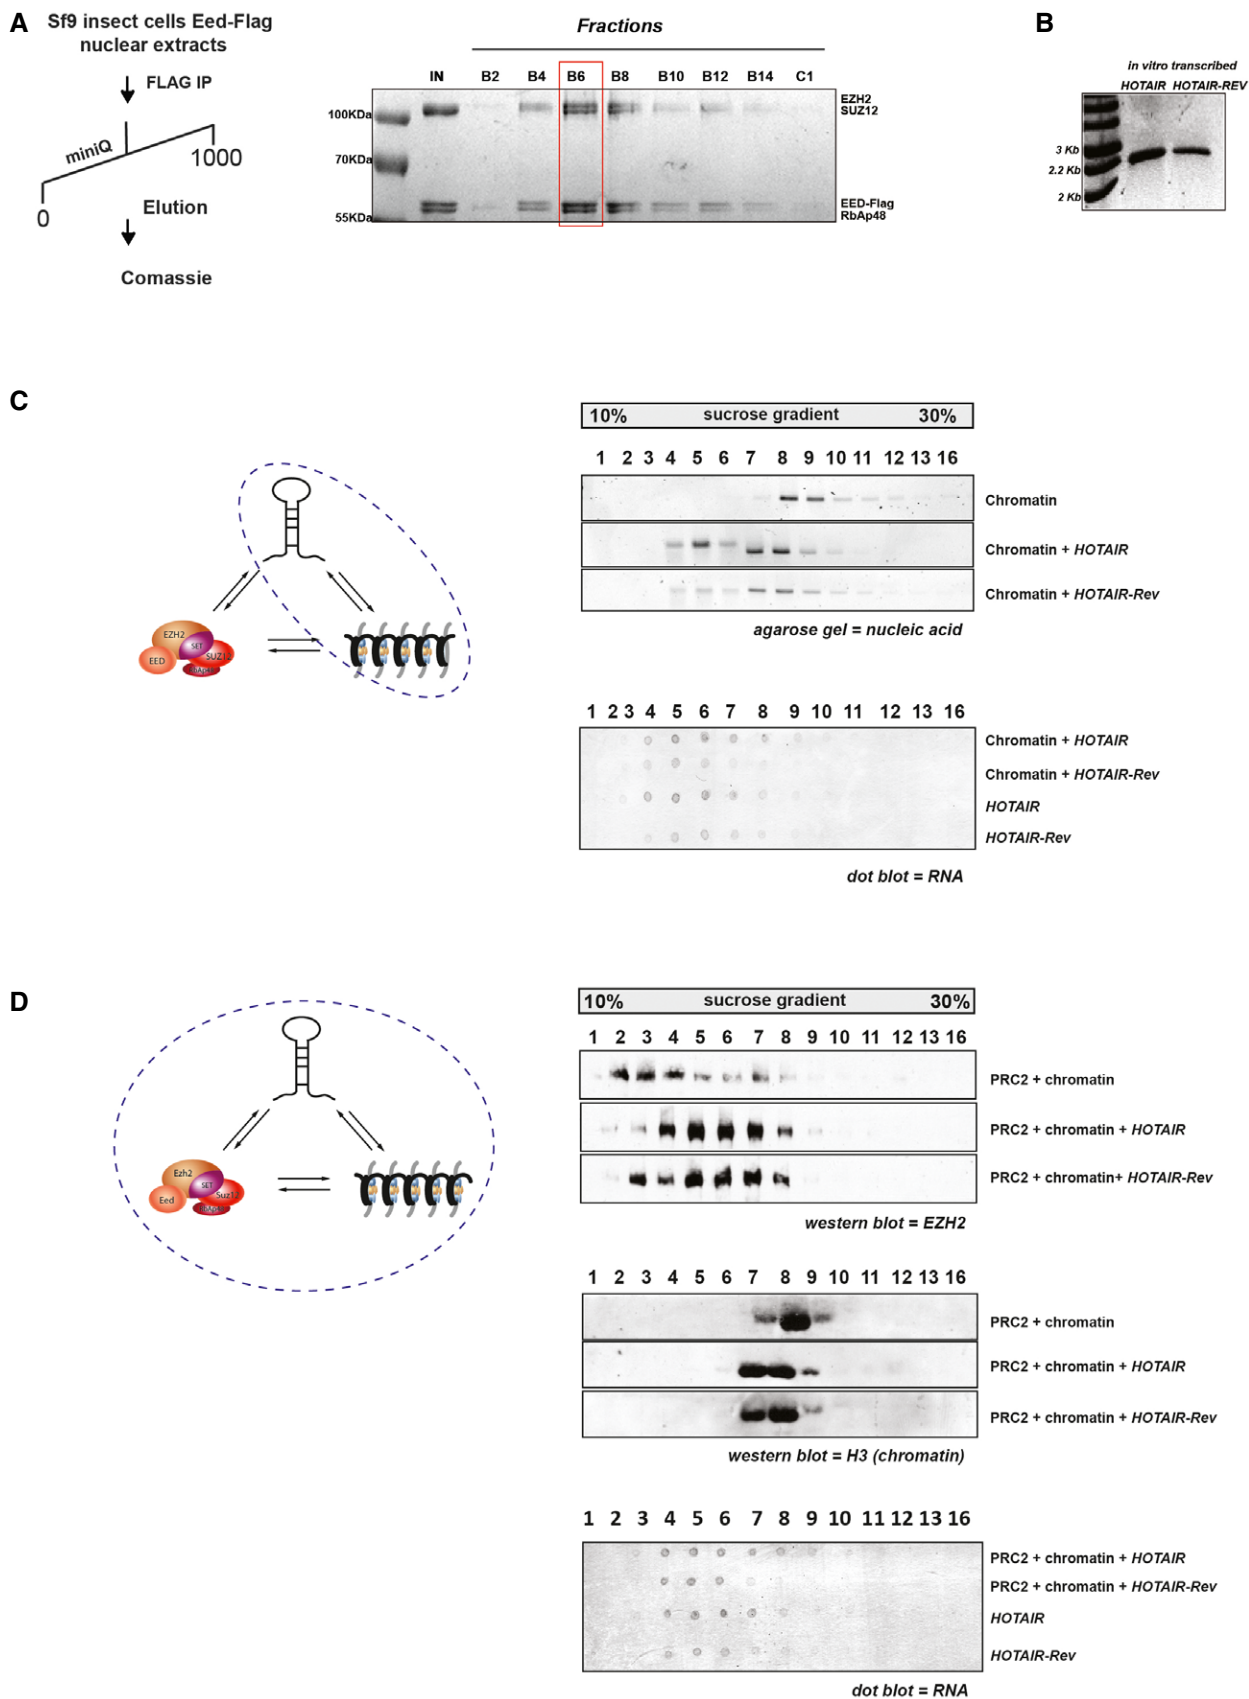 A
Sf9 insect cells Eed-Flag
nuclear extracts
FLAG IP
miniQ
1000
0
Elution
Comassie
Fractions
IN B2 B4 B6 B8 B10 B12 B14 C1
100KDa
70KDa
55KDa
EZH2
SUZ12
EED-Flag
RbAp48
B
in vitro transcribed
HOTAIR HOTAIR-REV
3 Kb
2.2 Kb
2 Kb
C
EZH2
SET
EED
SUZ12
10% sucrose gradient 30%
1 2 3 4 5 6 7 8 9 10 11 12 13 16
Chromatin
Chromatin + HOTAIR
Chromatin + HOTAIR-Rev
agarose gel = nucleic acid
1 2 3 4 5 6 7 8 9 10 11 12 13 16
Chromatin + HOTAIR
Chromatin + HOTAIR-Rev
HOTAIR
HOTAIR-Rev
dot blot = RNA
D
Ezh2
SET
Eed
Suz12
10% sucrose gradient 30%
1 2 3 4 5 6 7 8 9 10 11 12 13 16
PRC2 + chromatin
PRC2 + chromatin + HOTAIR
PRC2 + chromatin+ HOTAIR-Rev
western blot = EZH2
1 2 3 4 5 6 7 8 9 10 11 12 13 16
PRC2 + chromatin
PRC2 + chromatin + HOTAIR
PRC2 + chromatin + HOTAIR-Rev
western blot = H3 (chromatin)
1 2 3 4 5 6 7 8 9 10 11 12 13 16
PRC2 + chromatin + HOTAIR
PRC2 + chromatin + HOTAIR-Rev
HOTAIR
HOTAIR-Rev
dot blot = RNA